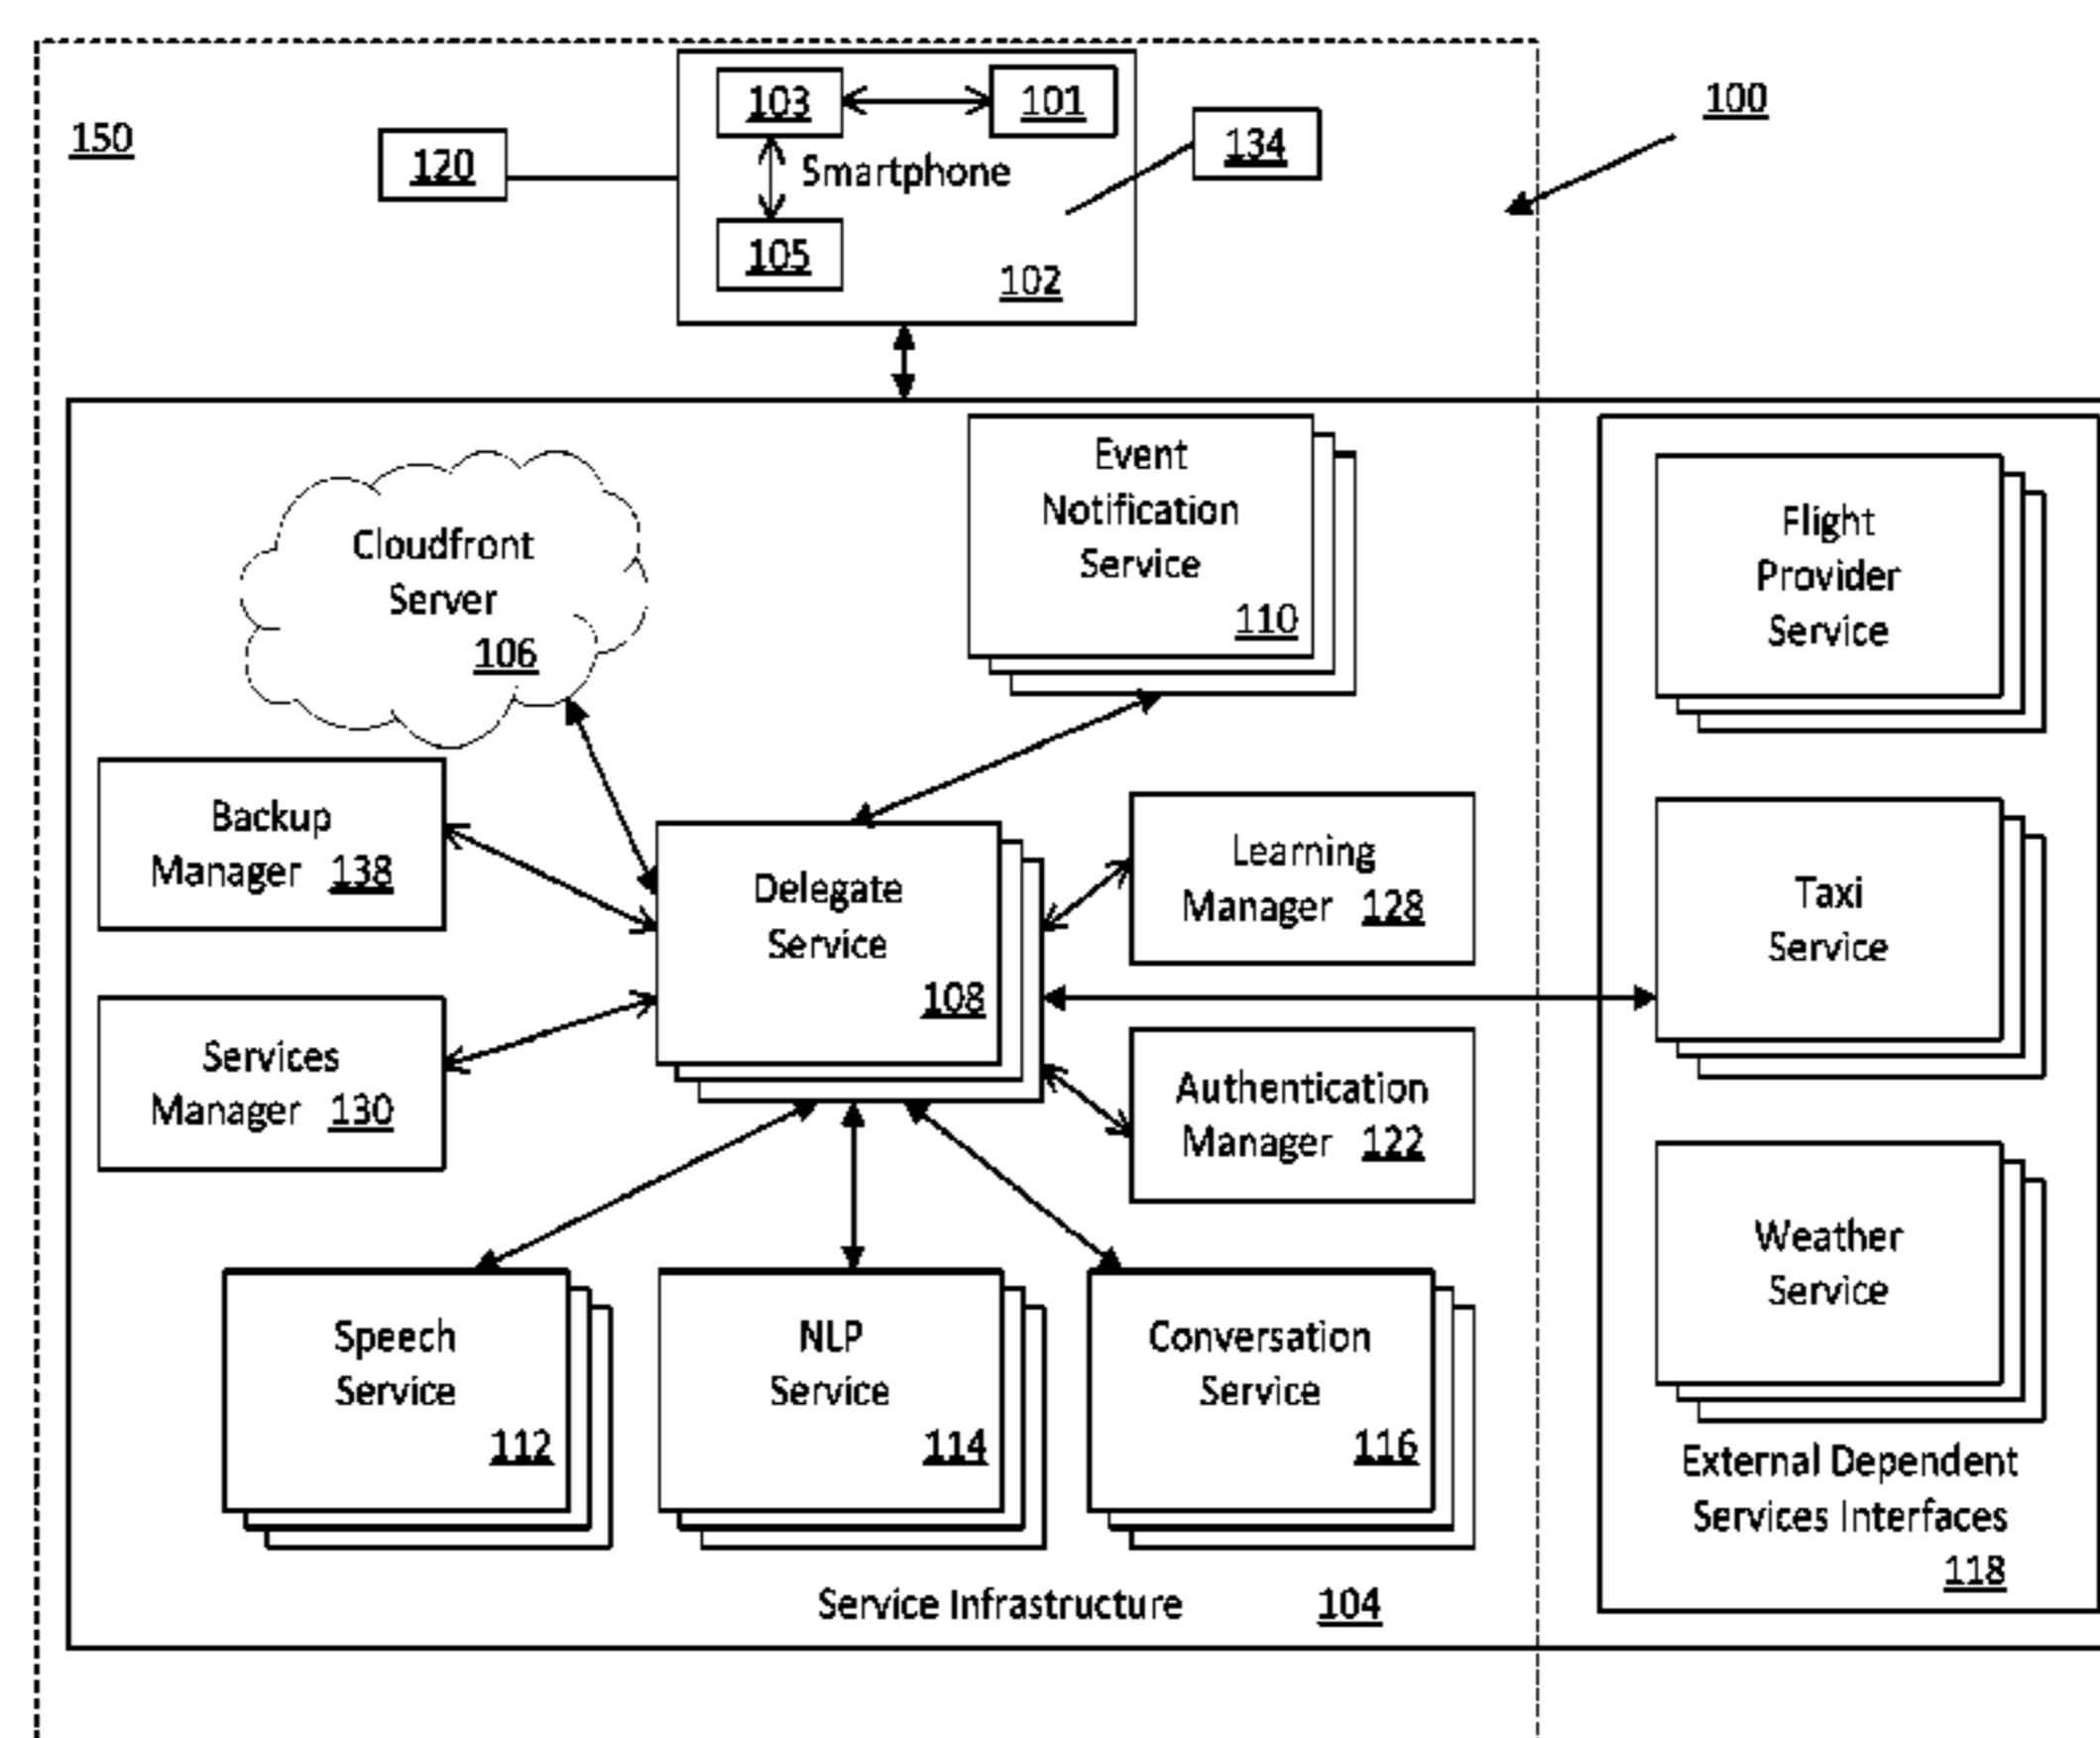 150
120
103
101
Smartphone
105
102
134
100
Cloudfront
Server
106
Event
Notification
Service
110
Flight
Provider
Service
Backup
Manager 138
Delegate
Service
108
Learning
Manager 128
Taxi
Service
Services
Manager 130
Authentication
Manager 122
Weather
Service
Speech
Service
112
NLP
Service
114
Conversation
Service
116
External Dependent
Services Interfaces
118
Service Infrastructure 104